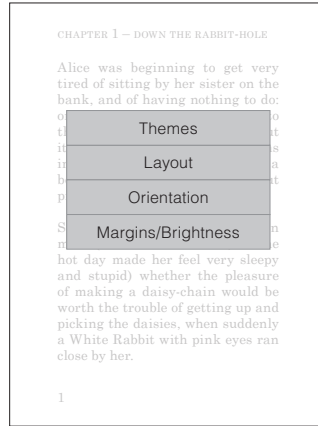 CHAPTER 1 – DOWN THE RABBIT-HOLE
Alice was beginning to get very
tired of sitting by her sister on the
bank, and of having nothing to do:
Themes
Layout
Orientation
Margins/Brightness
hot day made her feel very sleepy
and stupid) whether the pleasure
of making a daisy-chain would be
worth the trouble of getting up and
picking the daisies, when suddenly
a White Rabbit with pink eyes ran
close by her.
1